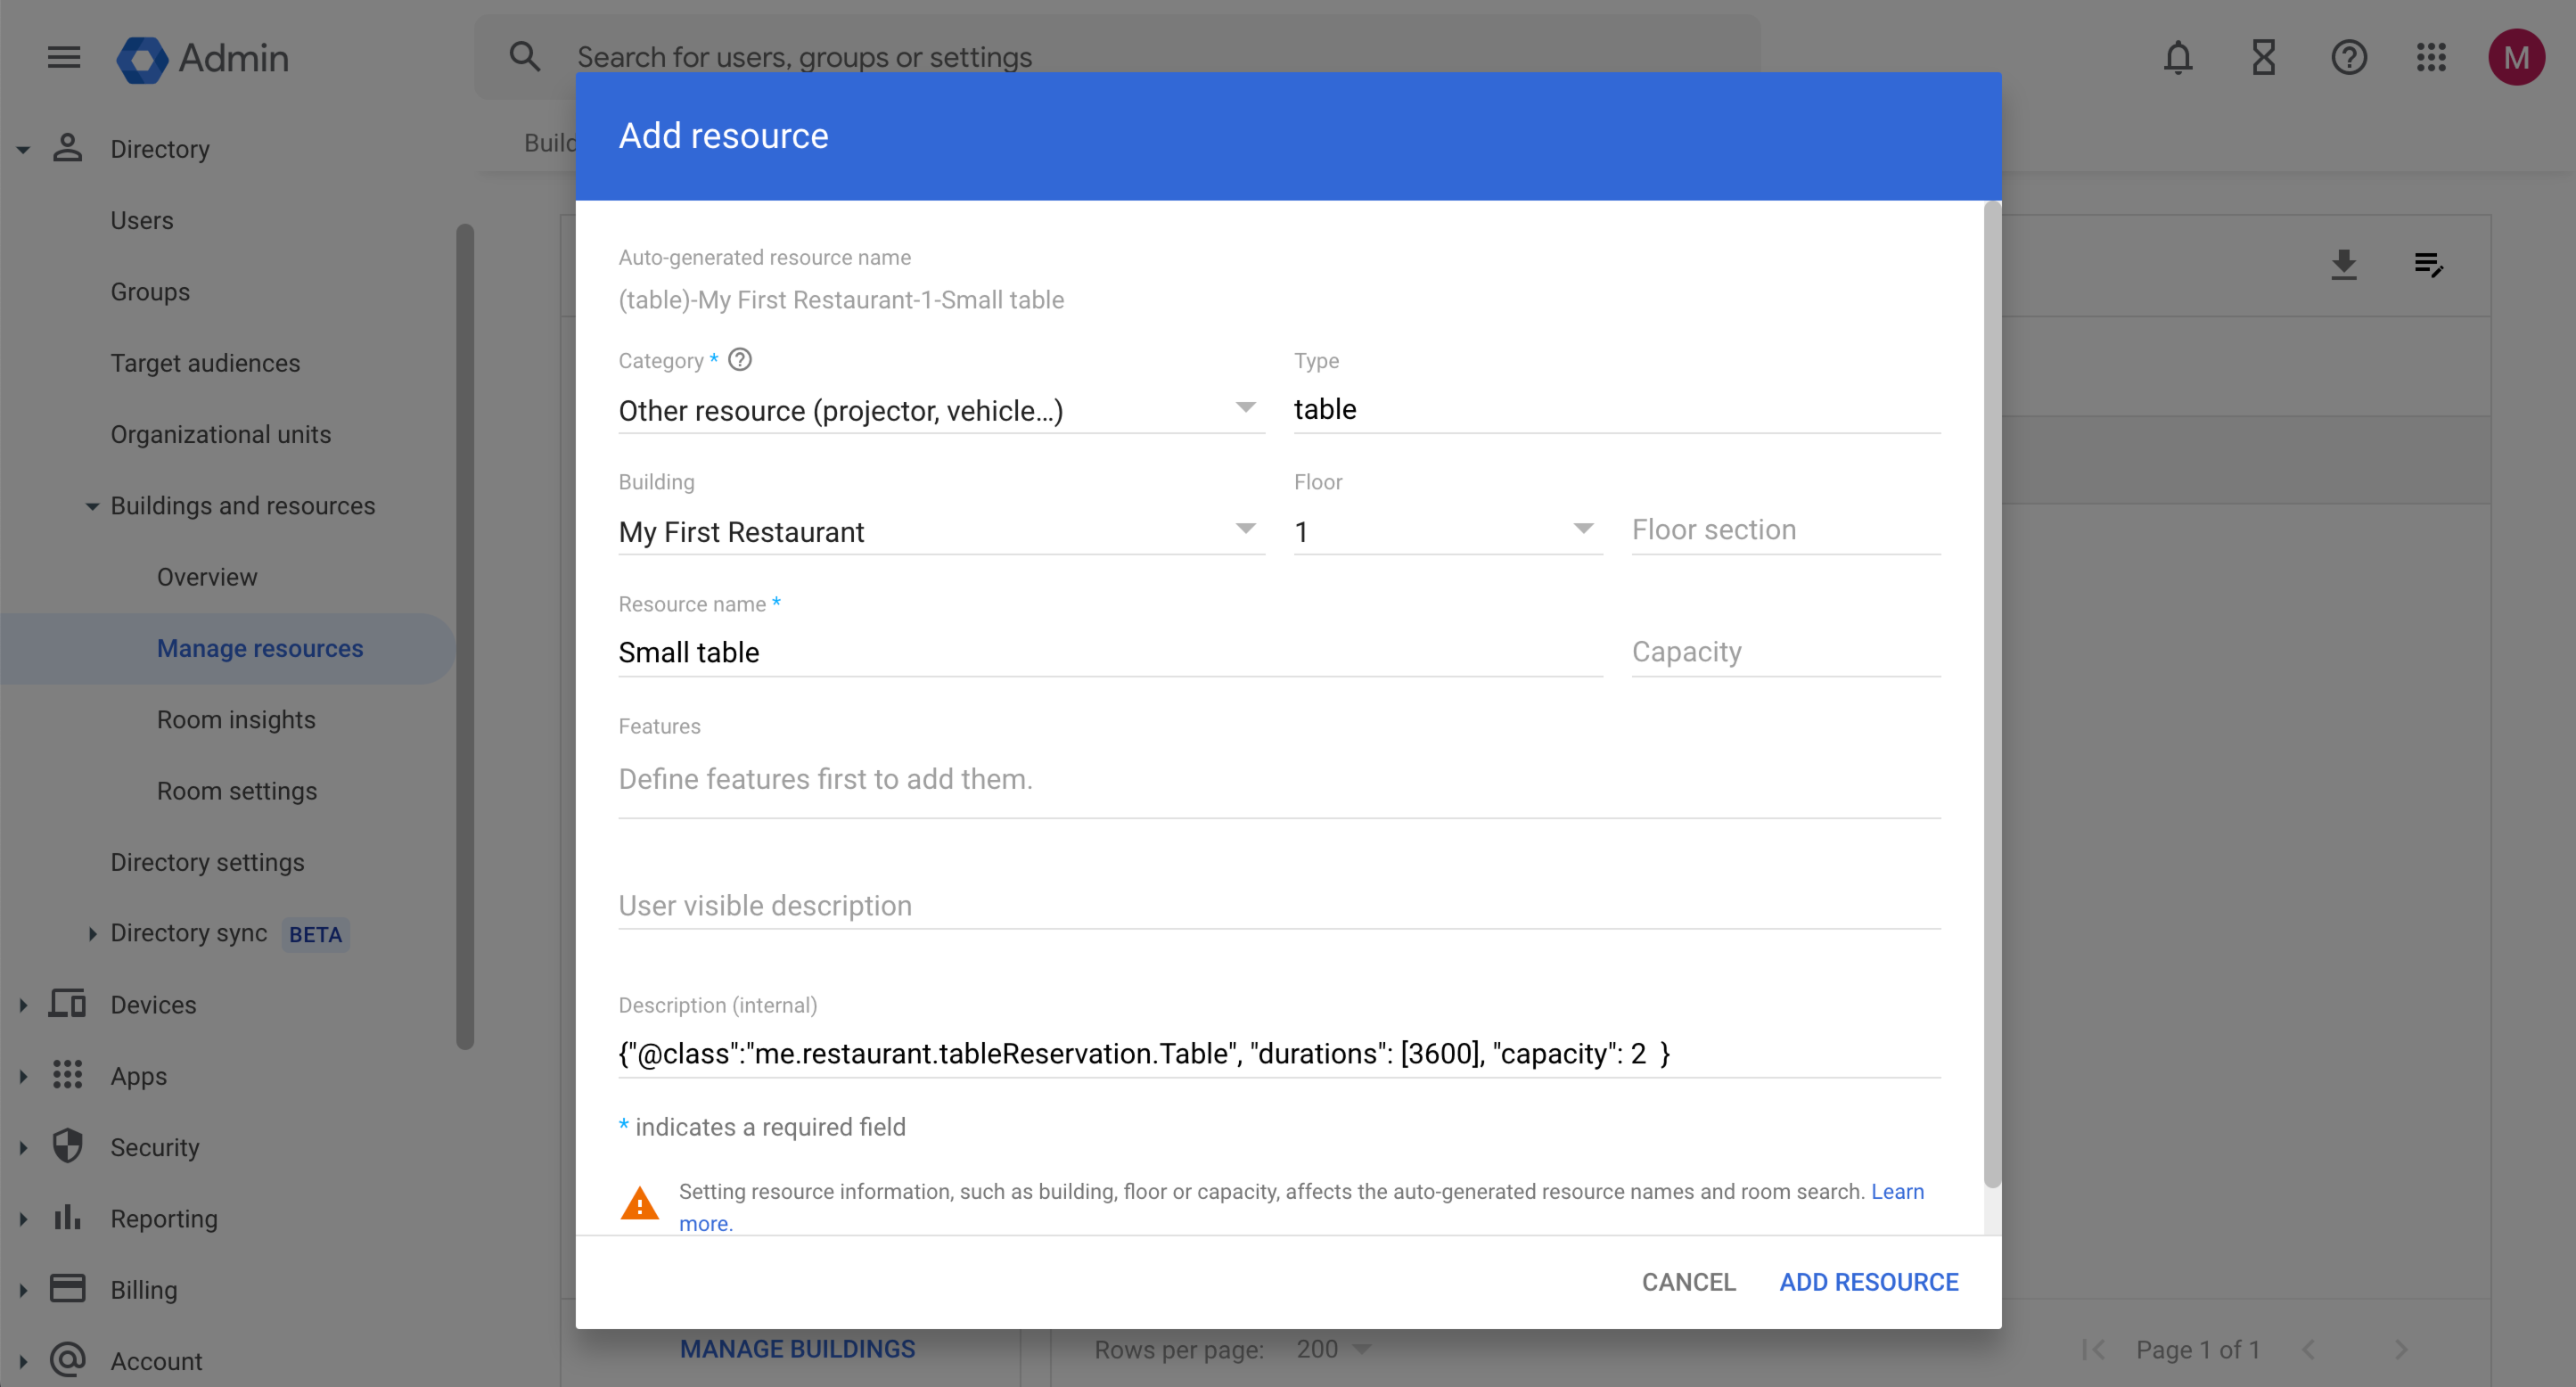 Admin
Search for users, groups or settings
M
Directory
Users
Groups
Target audiences
Organizational units
Buildings and resources
Overview
Manage resources
Room insights
Room settings
Directory settings
Directory sync BETA
Devices
Apps
Security
Reporting
Billing
Account
Add resource
Auto-generated resource name
(table)-My First Restaurant-1-Small table
Category *
Type
Other resource (projector, vehicle...)
table
Building
Floor
My First Restaurant
1
Floor section
Resource name *
Small table
Capacity
Features
Define features first to add them.
User visible description
Description (internal)
{"@class":"me.restaurant.tableReservation.Table", "durations": [3600], "capacity": 2  }
* indicates a required field
Setting resource information, such as building, floor or capacity, affects the auto-generated resource names and room search. Learn
more.
CANCEL
ADD RESOURCE
MANAGE BUILDINGS
Rows per page: 200
Page 1 of 1